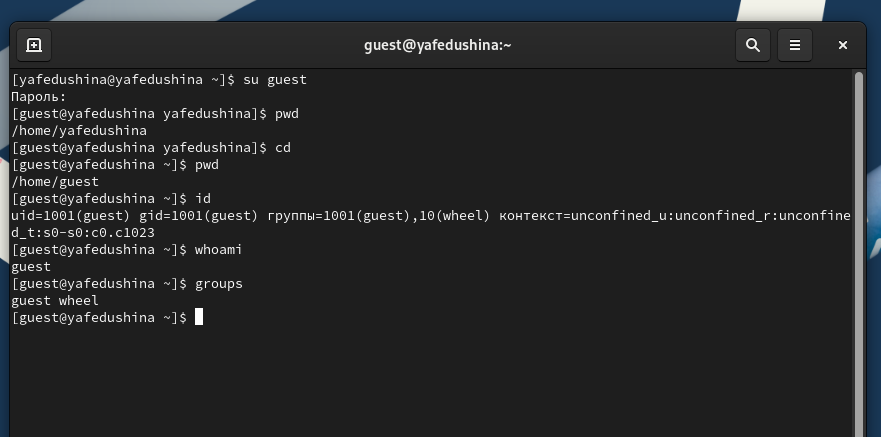 guest@yafedushina:~
[yafedushina@yafedushina ~]$ su guest
Пароль:
[guest@yafedushina yafedushina]$ pwd
/home/yafedushina
[guest@yafedushina yafedushina]$ cd
[guest@yafedushina ~]$ pwd
/home/guest
[guest@yafedushina ~]$ id
uid=1001(guest) gid=1001(guest) группы=1001(guest),10(wheel) контекст=unconfined_u:unconfined_r:unconfine
d_t:s0-s0:c0.c1023
[guest@yafedushina ~]$ whoami
guest
[guest@yafedushina ~]$ groups
guest wheel
[guest@yafedushina ~]$